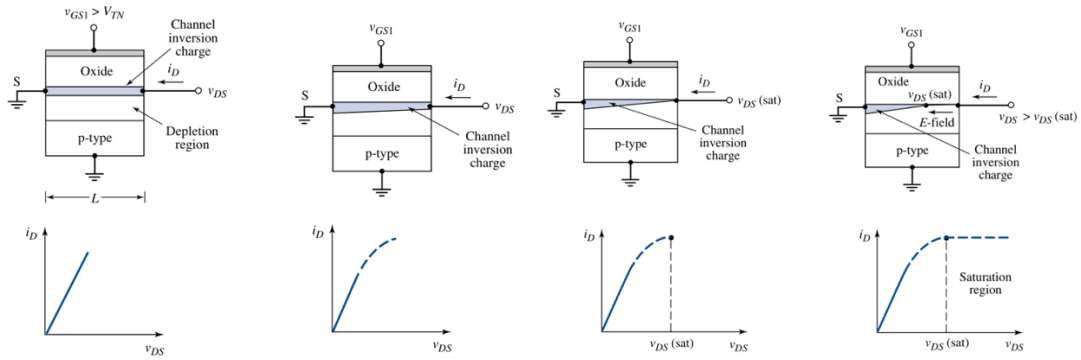 v_GS1 > V_TN
Channel
inversion
charge
Oxide
S
i_D
v_DS
p-type
Depletion
region
L
v_GS1
Oxide
S
i_D
v_DS
p-type
Channel
inversion
charge
v_GS1
Oxide
S
i_D
v_DS (sat)
p-type
Channel
inversion
charge
v_GS1
Oxide
v_DS (sat)
S
i_D
E-field
v_DS > v_DS (sat)
p-type
Channel
inversion
charge
i_D
v_DS
i_D
v_DS
i_D
v_DS (sat)
v_DS
i_D
Saturation
region
v_DS (sat)
v_DS